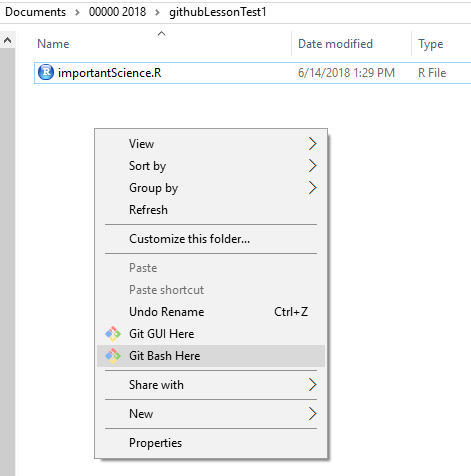 Documents > 00000 2018 > githubLessonTest1
Name Date modified Type
importantScience.R 6/14/2018 1:29 PM R File
View
Sort by
Group by
Refresh
Customize this folder...
Paste
Paste shortcut
Undo Rename Ctrl+Z
Git GUI Here
Git Bash Here
Share with
New
Properties